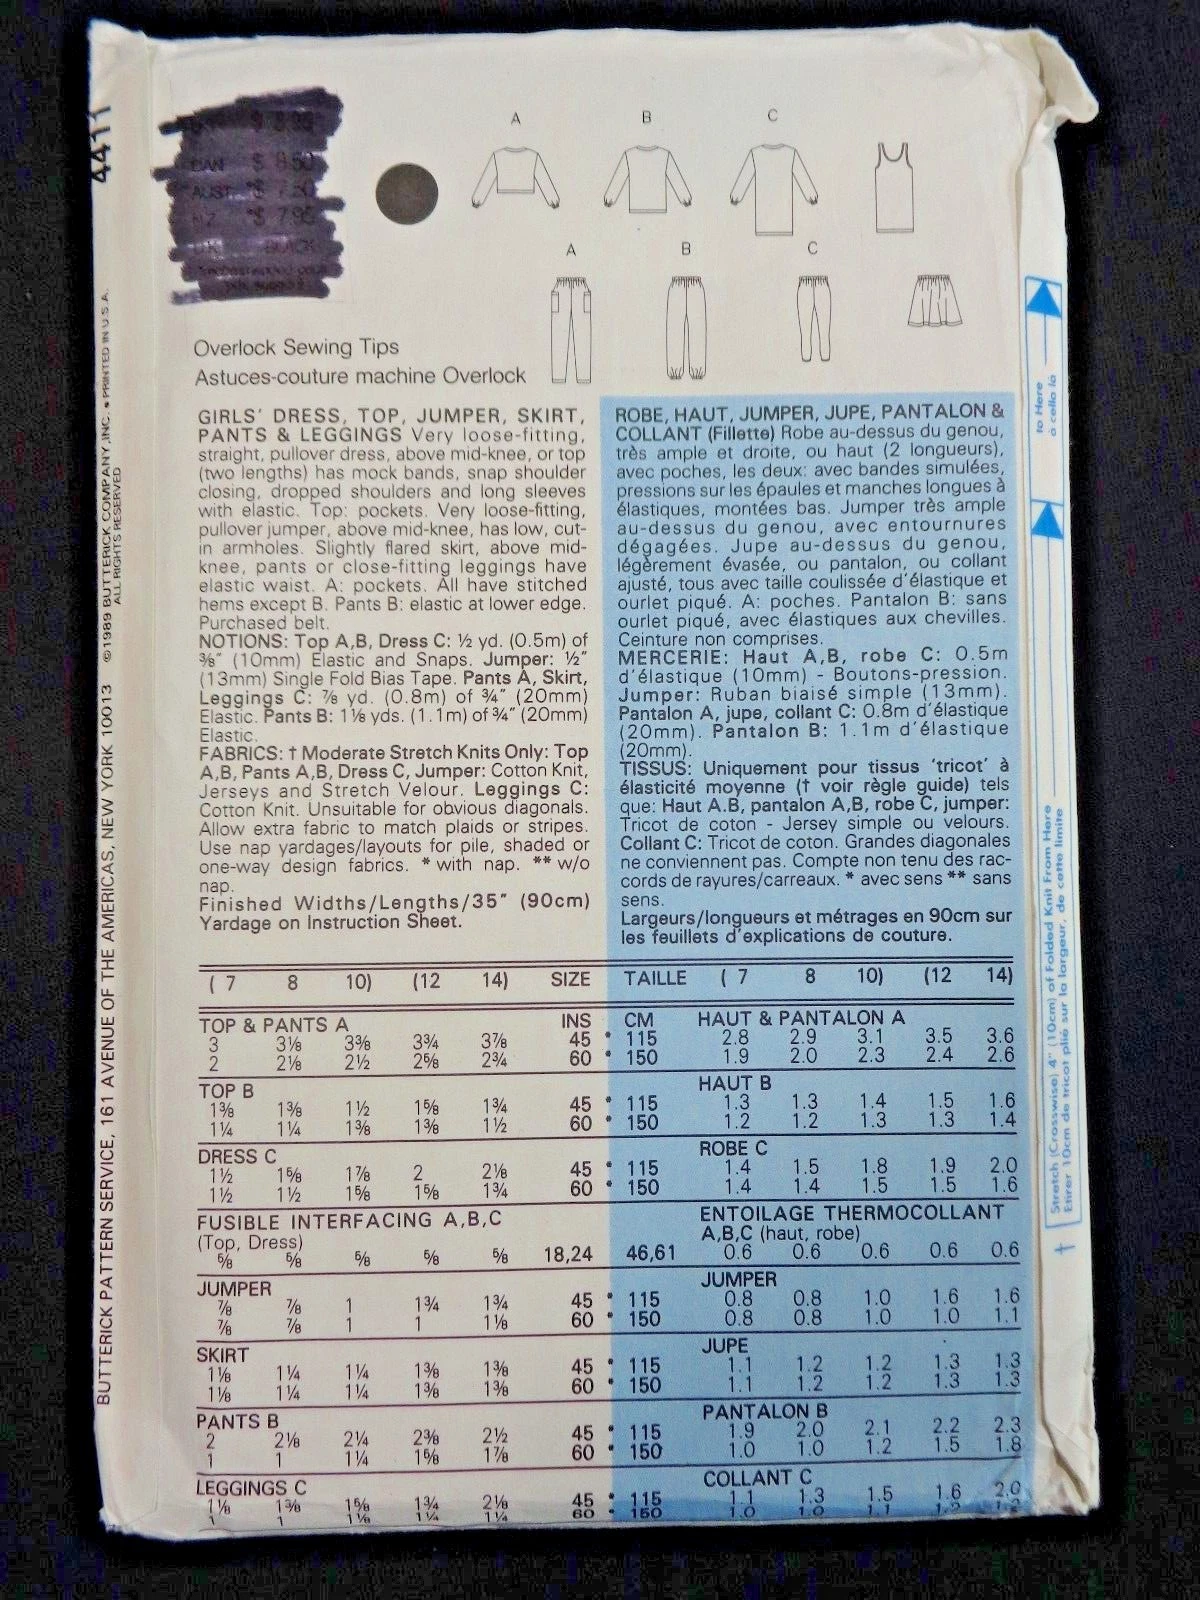 4411
$ 8.50
AUST. *$ 7.50
NZ *$ 7.95
A
B
C
A
B
C
Overlock Sewing Tips
Astuces-couture machine Overlock
GIRLS' DRESS, TOP, JUMPER, SKIRT,
PANTS & LEGGINGS Very loose-fitting,
straight, pullover dress, above mid-knee, or top
(two lengths) has mock bands, snap shoulder
closing, dropped shoulders and long sleeves
with elastic. Top: pockets. Very loose-fitting,
pullover jumper, above mid-knee, has low, cut-
in armholes. Slightly flared skirt, above mid-
knee, pants or close-fitting leggings have
elastic waist. A: pockets. All have stitched
hems except B. Pants B: elastic at lower edge.
Purchased belt.
NOTIONS: Top A,B, Dress C: ½ yd. (0.5m) of
⅜" (10mm) Elastic and Snaps. Jumper: ½"
(13mm) Single Fold Bias Tape. Pants A, Skirt,
Leggings C: ⅞ yd. (0.8m) of ¾" (20mm)
Elastic. Pants B: 1⅛ yds. (1.1m) of ¾" (20mm)
Elastic.
FABRICS: † Moderate Stretch Knits Only: Top
A,B, Pants A,B, Dress C, Jumper: Cotton Knit,
Jerseys and Stretch Velour. Leggings C:
Cotton Knit. Unsuitable for obvious diagonals.
Allow extra fabric to match plaids or stripes.
Use nap yardages/layouts for pile, shaded or
one-way design fabrics. * with nap. ** w/o
nap.
Finished Widths/Lengths/35" (90cm)
Yardage on Instruction Sheet.
ROBE, HAUT, JUMPER, JUPE, PANTALON &
COLLANT (Fillette) Robe au-dessus du genou,
très ample et droite, ou haut (2 longueurs),
avec poches, les deux: avec bandes simulées,
pressions sur les épaules et manches longues à
élastiques, montées bas. Jumper très ample
au-dessus du genou, avec entournures
dégagées. Jupe au-dessus du genou,
légèrement évasée, ou pantalon, ou collant
ajusté, tous avec taille coulissée d'élastique et
ourlet piqué. A: poches. Pantalon B: sans
ourlet piqué, avec élastiques aux chevilles.
Ceinture non comprises.
MERCERIE: Haut A,B, robe C: 0.5m
d'élastique (10mm) - Boutons-pression.
Jumper: Ruban biaisé simple (13mm).
Pantalon A, jupe, collant C: 0.8m d'élastique
(20mm). Pantalon B: 1.1m d'élastique
(20mm).
TISSUS: Uniquement pour tissus 'tricot' à
élasticité moyenne († voir règle guide) tels
que: Haut A.B, pantalon A,B, robe C, jumper:
Tricot de coton - Jersey simple ou velours.
Collant C: Tricot de coton. Grandes diagonales
ne conviennent pas. Compte non tenu des rac-
cords de rayures/carreaux. * avec sens ** sans
sens.
Largeurs/longueurs et métrages en 90cm sur
les feuillets d'explications de couture.
( 7 8 10) (12 14) SIZE TAILLE ( 7 8 10) (12 14)
TOP & PANTS A INS CM HAUT & PANTALON A
3 3⅛ 3⅜ 3¾ 3⅞ 45 * 115 2.8 2.9 3.1 3.5 3.6
2 2⅛ 2½ 2⅝ 2¾ 60 * 150 1.9 2.0 2.3 2.4 2.6
TOP B HAUT B
1⅜ 1⅜ 1½ 1⅝ 1¾ 45 * 115 1.3 1.3 1.4 1.5 1.6
1¼ 1¼ 1⅜ 1⅜ 1½ 60 * 150 1.2 1.2 1.3 1.3 1.4
DRESS C ROBE C
1½ 1⅝ 1⅞ 2 2⅛ 45 * 115 1.4 1.5 1.8 1.9 2.0
1½ 1½ 1⅝ 1⅝ 1¾ 60 * 150 1.4 1.4 1.5 1.5 1.6
FUSIBLE INTERFACING A,B,C ENTOILAGE THERMOCOLLANT
(Top, Dress) A,B,C (haut, robe)
⅝ ⅝ ⅝ ⅝ ⅝ 18,24 46,61 0.6 0.6 0.6 0.6 0.6
JUMPER JUMPER
⅞ ⅞ 1 1¾ 1¾ 45 * 115 0.8 0.8 1.0 1.6 1.6
⅞ ⅞ 1 1 1⅛ 60 * 150 0.8 0.8 1.0 1.0 1.1
SKIRT JUPE
1⅛ 1¼ 1¼ 1⅜ 1⅜ 45 * 115 1.1 1.2 1.2 1.3 1.3
1⅛ 1¼ 1¼ 1⅜ 1⅜ 60 * 150 1.1 1.2 1.2 1.3 1.3
PANTS B PANTALON B
2 2⅛ 2¼ 2⅜ 2½ 45 * 115 1.9 2.0 2.1 2.2 2.3
1 1 1¼ 1⅝ 1⅞ 60 * 150 1.0 1.0 1.2 1.5 1.8
LEGGINGS C COLLANT C
1⅛ 1⅜ 1⅝ 1¾ 2⅛ 45 * 115 1.1 1.3 1.5 1.6 2.0
1 1 1⅛ 1¼ 1¼ 60 * 150 1.0 1.0 1.1
BUTTERICK PATTERN SERVICE, 161 AVENUE OF THE AMERICAS, NEW YORK 10013 ©1989 BUTTERICK COMPANY, INC. • PRINTED IN U.S.A.
ALL RIGHTS RESERVED
† Stretch (Crosswise) 4" (10cm) of Folded Knit From Here
Etirer 10cm de tricot plié sur la largeur, de cette limite
to Here
à cella là